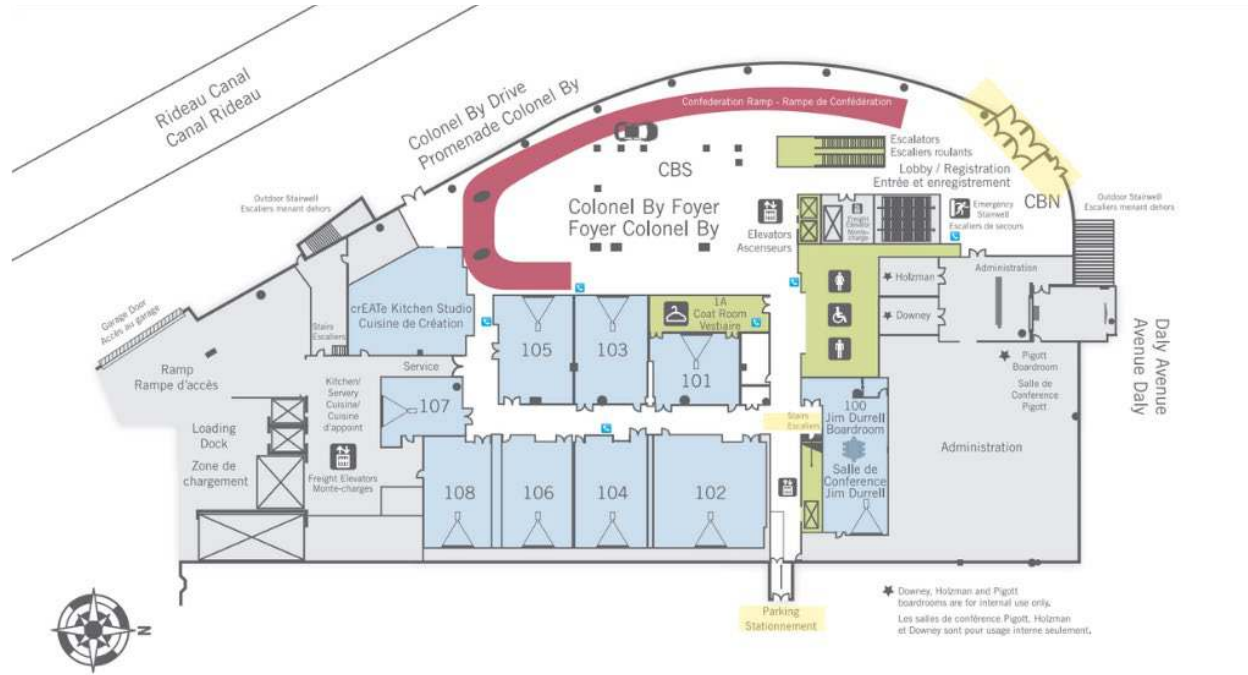 Rideau Canal
Canal Rideau
Colonel By Drive
Promenade Colonel By
Confederation Ramp - Rampe de Confédération
Escalators
Escaliers roulants
Lobby / Registration
Entrée et enregistrement
CBS
CBN
Outdoor Stairwell
Escaliers menant dehors
Outdoor Stairwell
Escaliers menant dehors
Colonel By Foyer
Foyer Colonel By
Elevators
Ascenseurs
Freight
Elevator
Monte-
charge
Emergency
Stairwell
Escaliers de secours
Holzman
Downey
Administration
Garage Door
Accès au garage
crEATe Kitchen Studio
Cuisine de Création
Stairs
Escaliers
1A
Coat Room
Vestiaire
105
103
101
Pigott
Boardroom
Salle de
Conference
Pigott
Daly Avenue
Avenue Daly
Ramp
Rampe d'accès
Service
Kitchen/
Servery
Cuisine/
Cuisine
d'appoint
107
Stairs
Escaliers
100
Jim Durrell
Boardroom
Salle de
Conférence
Jim Durrell
Administration
Loading
Dock
Zone de
chargement
Freight Elevators
Monte-charges
108
106
104
102
Parking
Stationnement
Downey, Holzman and Pigott
boardrooms are for internal use only.
Les salles de conférence Pigott, Holzman
et Downey sont pour usage interne seulement.
N